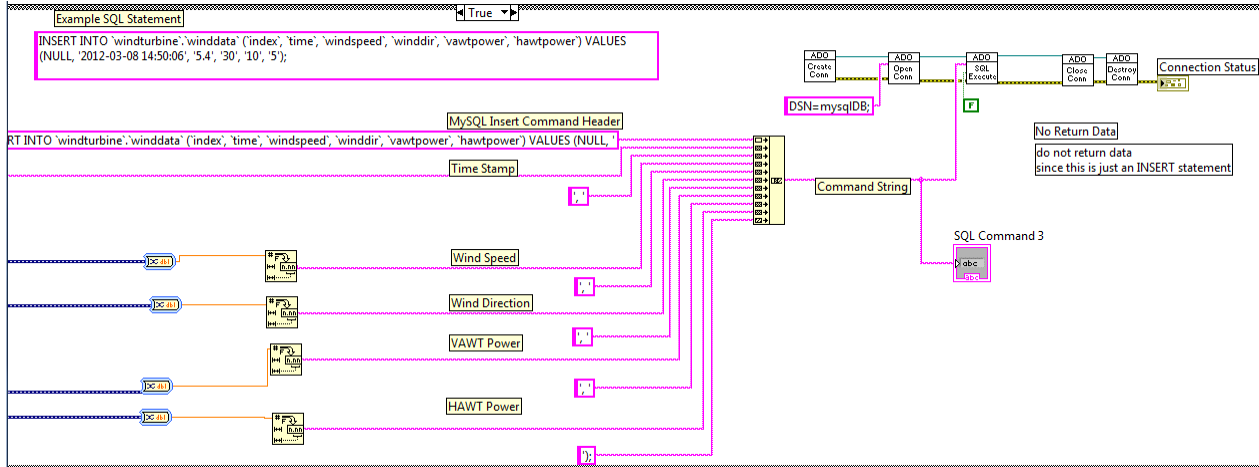 True
Example SQL Statement
INSERT INTO `windturbine`.`winddata` (`index`, `time`, `windspeed`, `winddir`, `vawtpower`, `hawtpower`) VALUES
(NULL, '2012-03-08 14:50:06', '5.4', '30', '10', '5');
ADO
Create
Conn
ADO
Open
Conn
ADO
SQL
Execute
ADO
Close
Conn
ADO
Destroy
Conn
Connection Status
DSN=mysqlDB;
F
MySQL Insert Command Header
RT INTO `windturbine`.`winddata` (`index`, `time`, `windspeed`, `winddir`, `vawtpower`, `hawtpower`) VALUES (NULL, '
No Return Data
do not return data
since this is just an INSERT statement
Time Stamp
Command String
','
SQL Command 3
abc
abc
Wind Speed
dbl
#
F
n.nn
','
Wind Direction
dbl
#
F
n.nn
','
VAWT Power
#
F
n.nn
dbl
','
HAWT Power
dbl
#
F
n.nn
');